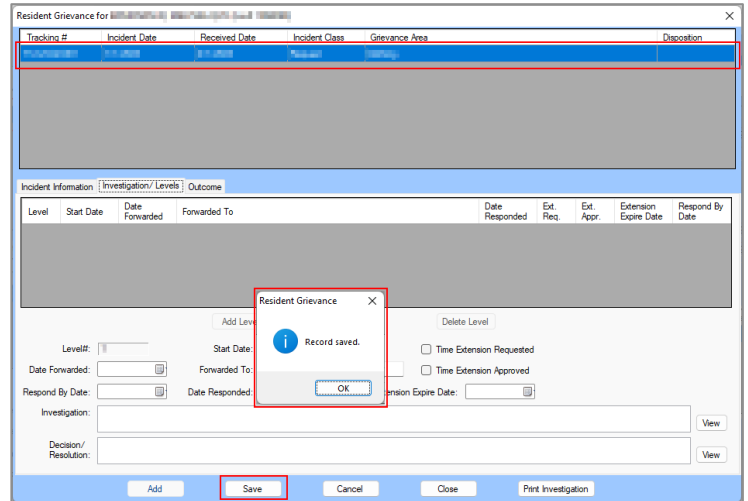 Resident Grievance for
Tracking # Incident Date Received Date Incident Class Grievance Area Disposition
Incident Information Investigation/ Levels Outcome
Level Start Date Date Forwarded Forwarded To Date Responded Ext. Req. Ext. Appr. Extension Expire Date Respond By Date
Resident Grievance
Record saved.
OK
Add Leve Delete Level
Level#: Start Date: Time Extension Requested
Date Forwarded: Forwarded To: Time Extension Approved
Respond By Date: Date Responded: ension Expire Date:
Investigation: View
Decision/
Resolution: View
Add Save Cancel Close Print Investigation